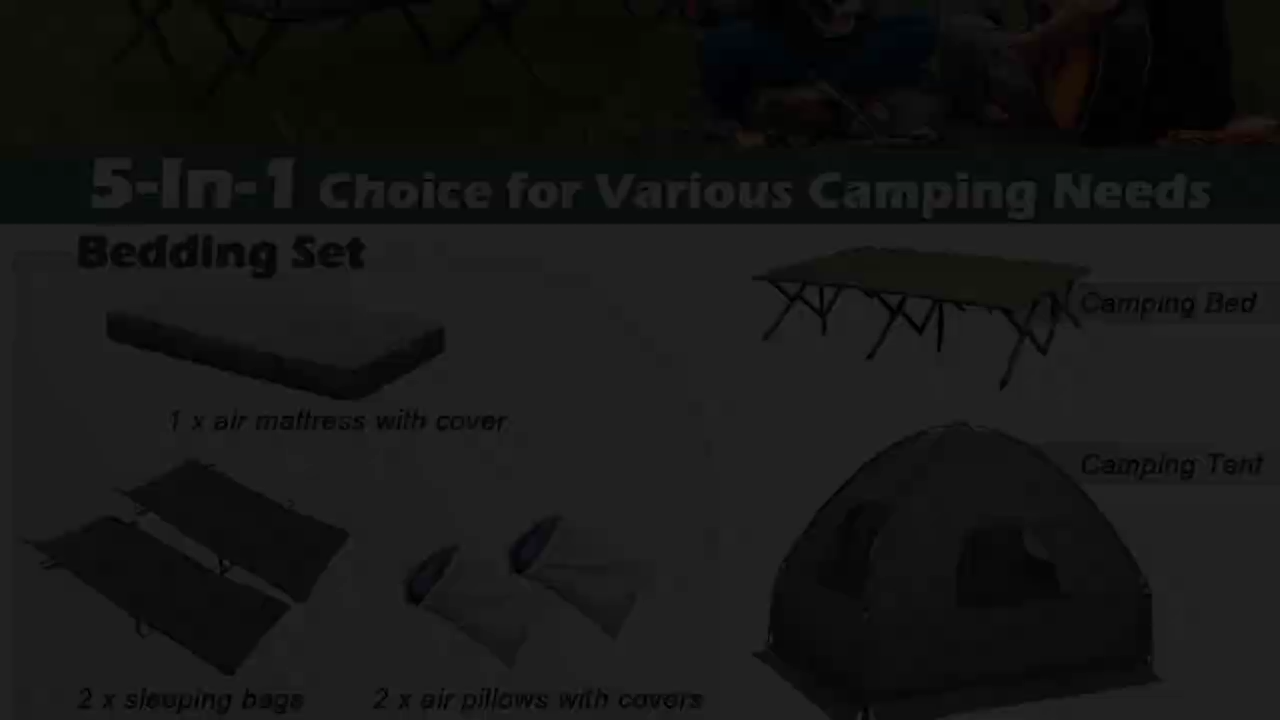 5-In-1 Choice for Various Camping Needs
Bedding Set
Camping Bed
1 x air mattress with cover
Camping Tent
2 x sleeping bags
2 x air pillows with covers